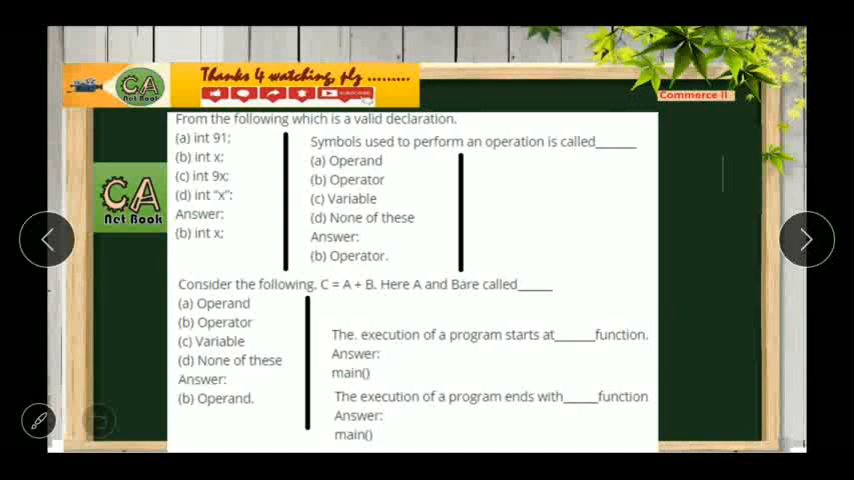 Thanks 4 watching, plz .........
CA
Net Book
SUBSCRIBE
Commerce II
From the following which is a valid declaration.
(a) int 91;
(b) int x;
(c) int 9x;
(d) int “x”:
Answer:
(b) int x;
Symbols used to perform an operation is called______
(a) Operand
(b) Operator
(c) Variable
(d) None of these
Answer:
(b) Operator.
CA
Net Book
Consider the following. C = A + B. Here A and Bare called_____
(a) Operand
(b) Operator
(c) Variable
(d) None of these
Answer:
(b) Operand.
The. execution of a program starts at______function.
Answer:
main()
The execution of a program ends with_____function
Answer:
main()